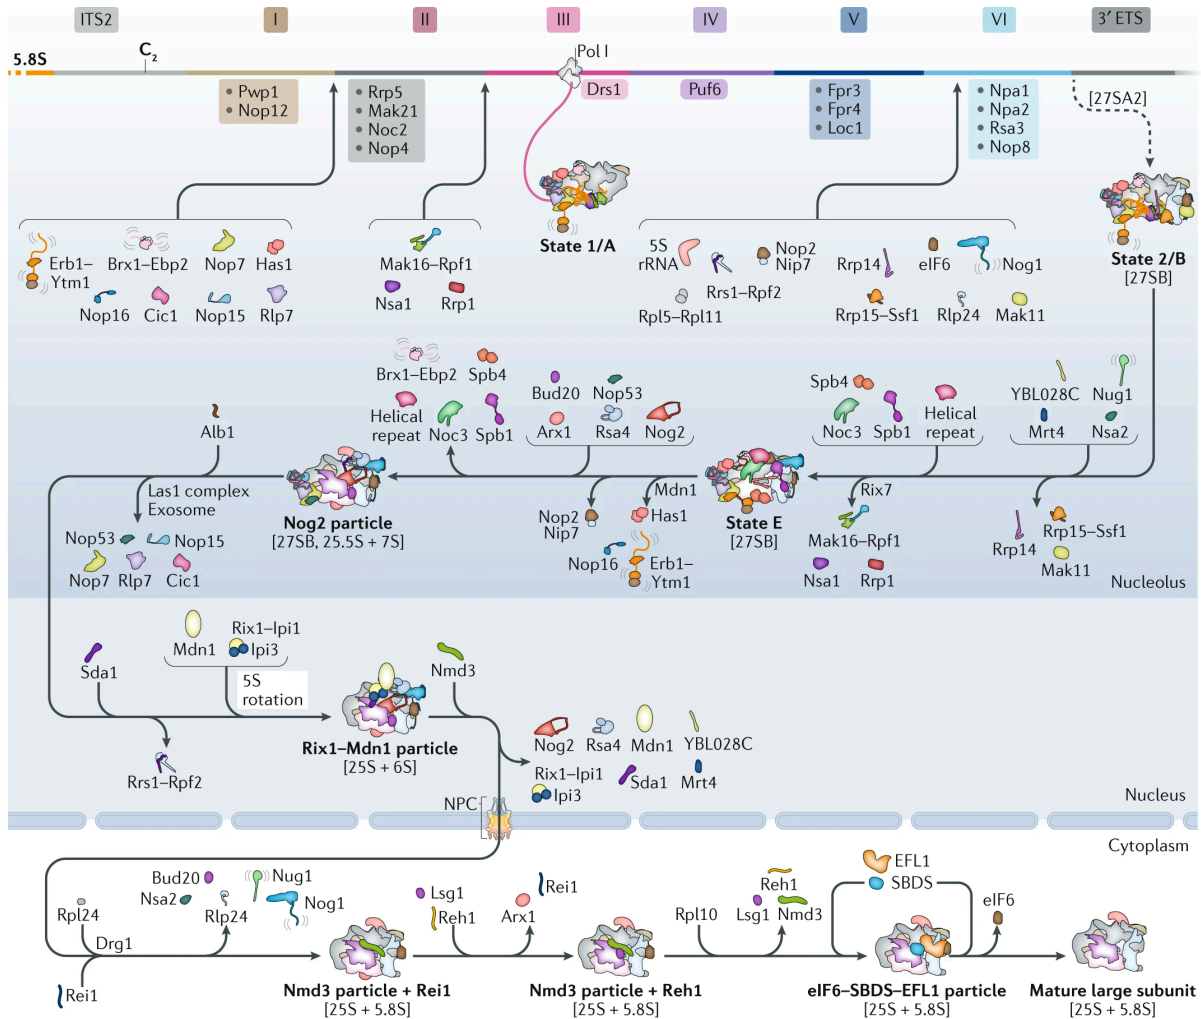 ITS2
I
II
III
IV
V
VI
3′ ETS
5.8S
C2
Pol I
• Pwp1
• Nop12
• Rrp5
• Mak21
• Noc2
• Nop4
Drs1
Puf6
• Fpr3
• Fpr4
• Loc1
• Npa1
• Npa2
• Rsa3
• Nop8
[27SA2]
State 1/A
State 2/B
[27SB]
Erb1–
Ytm1
Brx1–Ebp2
Nop7
Has1
Nop16
Cic1
Nop15
Rlp7
Mak16–Rpf1
Nsa1
Rrp1
5S
rRNA
Rrs1–Rpf2
Nop2
Nip7
Rpl5–Rpl11
Rrp14
eIF6
Nog1
Rrp15–Ssf1
Rlp24
Mak11
Alb1
Brx1–Ebp2
Spb4
Helical
repeat
Noc3
Spb1
Bud20
Nop53
Arx1
Rsa4
Nog2
Spb4
Noc3
Spb1
Helical
repeat
YBL028C
Nug1
Mrt4
Nsa2
Las1 complex
Exosome
Nop53
Nop15
Nop7
Rlp7
Cic1
Nog2 particle
[27SB, 25.5S + 7S]
Nop2
Nip7
Mdn1
Has1
Nop16
Erb1–
Ytm1
State E
[27SB]
Rix7
Mak16–Rpf1
Nsa1
Rrp1
Rrp14
Rrp15–Ssf1
Mak11
Nucleolus
Sda1
Mdn1
Rix1–Ipi1
Ipi3
5S
rotation
Rrs1–Rpf2
Rix1–Mdn1 particle
[25S + 6S]
Nmd3
Nog2
Rsa4
Mdn1
YBL028C
Rix1–Ipi1
Ipi3
Sda1
Mrt4
NPC
Nucleus
Cytoplasm
Rpl24
Drg1
Rei1
Bud20
Nsa2
Rlp24
Nug1
Nog1
Nmd3 particle + Rei1
[25S + 5.8S]
Lsg1
Reh1
Arx1
Rei1
Nmd3 particle + Reh1
[25S + 5.8S]
Rpl10
Reh1
Lsg1
Nmd3
EFL1
SBDS
eIF6–SBDS–EFL1 particle
[25S + 5.8S]
eIF6
Mature large subunit
[25S + 5.8S]